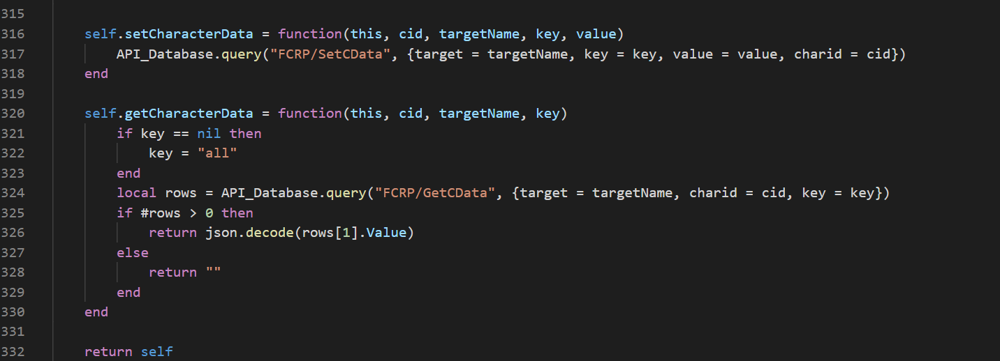 315
316 self.setCharacterData = function(this, cid, targetName, key, value)
317 API_Database.query("FCRP/SetCData", {target = targetName, key = key, value = value, charid = cid})
318 end
319
320 self.getCharacterData = function(this, cid, targetName, key)
321 if key == nil then
322 key = "all"
323 end
324 local rows = API_Database.query("FCRP/GetCData", {target = targetName, charid = cid, key = key})
325 if #rows > 0 then
326 return json.decode(rows[1].Value)
327 else
328 return ""
329 end
330 end
331
332 return self